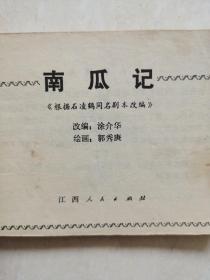 南瓜记
《根据石凌鹤同名剧本改编》
改编：涂介华
绘画：郭秀庚
江西人民出版社